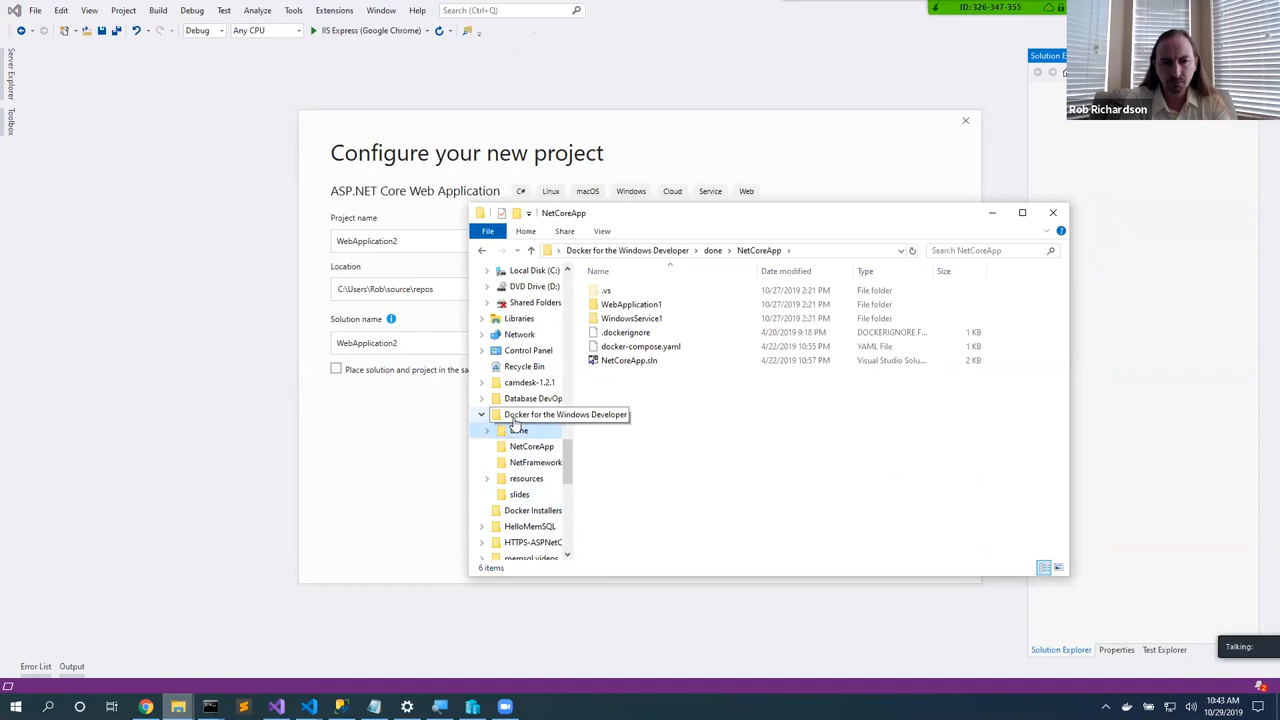 File Edit View Project Build Debug Test Analyze Tools Extensions Window Help Search (Ctrl+Q)
ID: 326-347-355
Debug Any CPU IIS Express (Google Chrome)
Server Explorer
Toolbox
Solution E
Rob Richardson
Configure your new project
ASP.NET Core Web Application C# Linux macOS Windows Cloud Service Web
Project name
WebApplication2
Location
C:\Users\Rob\source\repos
Solution name
WebApplication2
Place solution and project in the sa
NetCoreApp
File Home Share View
Docker for the Windows Developer > done > NetCoreApp > Search NetCoreApp
Local Disk (C:)
DVD Drive (D:)
Shared Folders
Libraries
Network
Control Panel
Recycle Bin
camdesk-1.2.1
Database DevOp
Docker for the Windows Developer
done
NetCoreApp
NetFramework
resources
slides
Docker Installers
HelloMemSQL
HTTPS-ASPNetC
memsql videos
Name Date modified Type Size
.vs 10/27/2019 2:21 PM File folder
WebApplication1 10/27/2019 2:21 PM File folder
WindowsService1 10/27/2019 2:21 PM File folder
.dockerignore 4/20/2019 9:18 PM DOCKERIGNORE F... 1 KB
docker-compose.yaml 4/22/2019 10:55 PM YAML File 1 KB
NetCoreApp.sln 4/22/2019 10:57 PM Visual Studio Solu... 2 KB
6 items
Solution Explorer Properties Test Explorer
Talking:
Error List Output
2
10:43 AM
10/29/2019